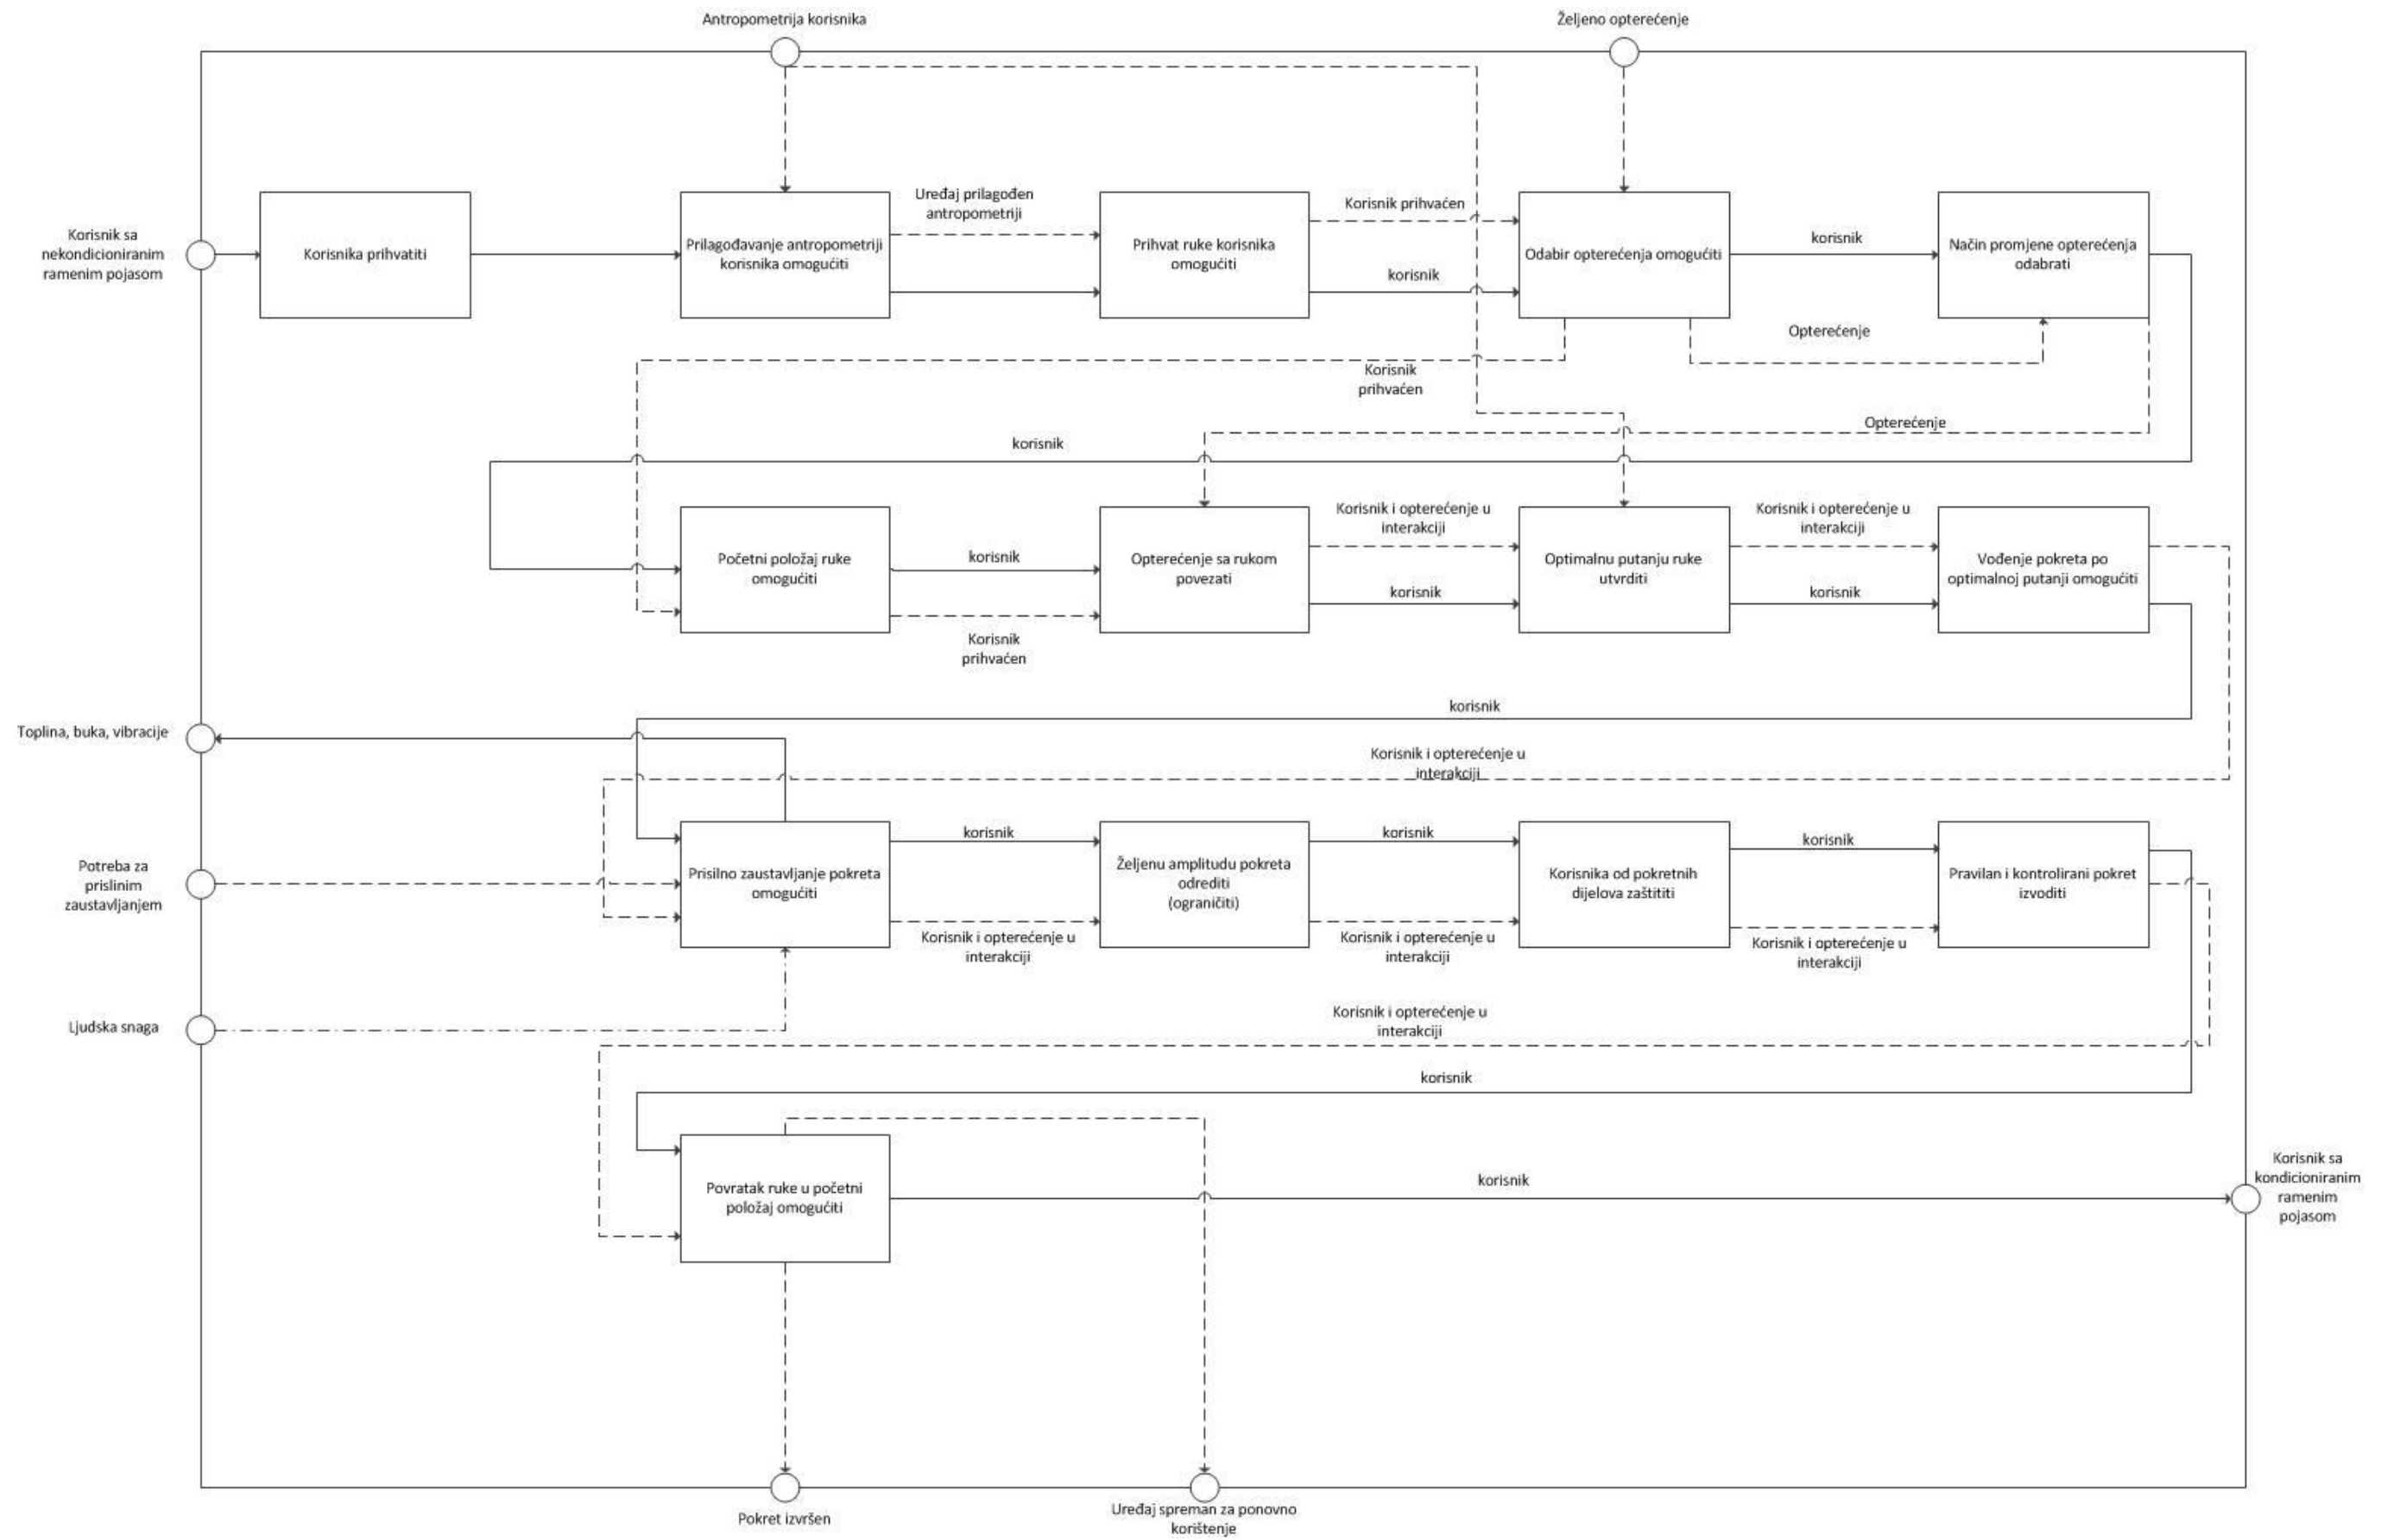 Antropometrija korisnika
Željeno opterećenje
Korisnik sa
nekondicioniranim
ramenim pojasom
Korisnika prihvatiti
Prilagođavanje antropometriji
korisnika omogućiti
Uređaj prilagođen
antropometriji
Prihvat ruke korisnika
omogućiti
Korisnik prihvaćen
korisnik
Odabir opterećenja omogućiti
korisnik
Način promjene opterećenja
odabrati
Opterećenje
Korisnik
prihvaćen
Opterećenje
korisnik
Početni položaj ruke
omogućiti
korisnik
Korisnik
prihvaćen
Opterećenje sa rukom
povezati
Korisnik i opterećenje u
interakciji
korisnik
Optimalnu putanju ruke
utvrditi
Korisnik i opterećenje u
interakciji
korisnik
Vođenje pokreta po
optimalnoj putanji omogućiti
korisnik
Toplina, buka, vibracije
Korisnik i opterećenje u
interakciji
Potreba za
prislinim
zaustavljanjem
Prisilno zaustavljanje pokreta
omogućiti
korisnik
Korisnik i opterećenje u
interakciji
Željenu amplitudu pokreta
odrediti
(ograničiti)
korisnik
Korisnik i opterećenje u
interakciji
Korisnika od pokretnih
dijelova zaštititi
korisnik
Korisnik i opterećenje u
interakciji
Pravilan i kontrolirani pokret
izvoditi
Ljudska snaga
Korisnik i opterećenje u
interakciji
korisnik
Povratak ruke u početni
položaj omogućiti
korisnik
Korisnik sa
kondicioniranim
ramenim
pojasom
Pokret izvršen
Uređaj spreman za ponovno
korištenje